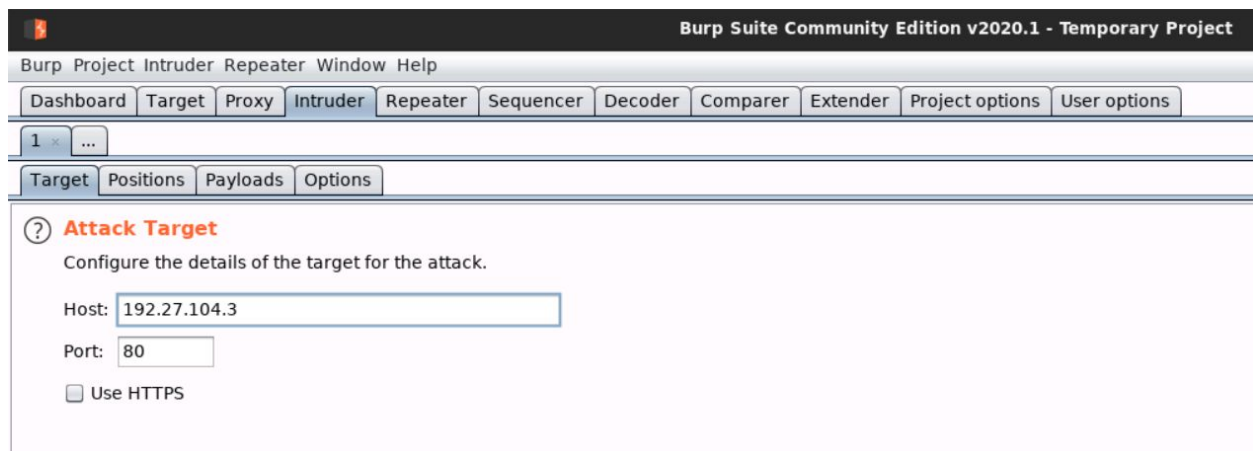 Burp Suite Community Edition v2020.1 - Temporary Project
Burp Project Intruder Repeater Window Help
Dashboard Target Proxy Intruder Repeater Sequencer Decoder Comparer Extender Project options User options
1 × ...
Target Positions Payloads Options
? Attack Target
Configure the details of the target for the attack.
Host: 192.27.104.3
Port: 80
Use HTTPS